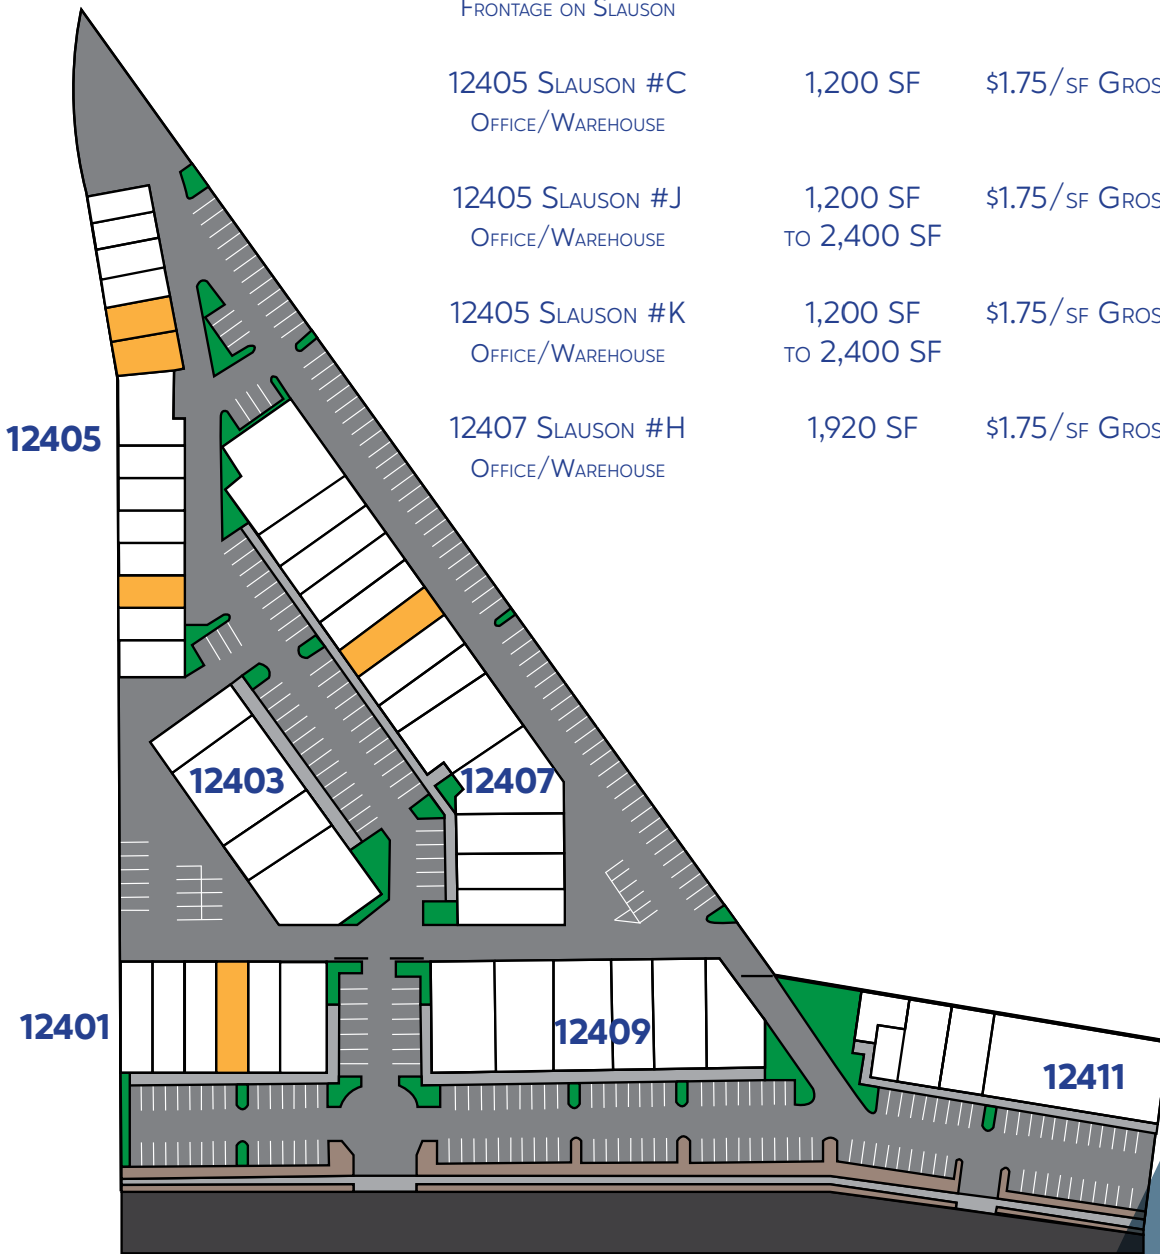 Frontage on Slauson
12405 Slauson #C 1,200 SF $1.75/sf Gros
Office/Warehouse
12405 Slauson #J 1,200 SF $1.75/sf Gros
Office/Warehouse to 2,400 SF
12405 Slauson #K 1,200 SF $1.75/sf Gros
Office/Warehouse to 2,400 SF
12407 Slauson #H 1,920 SF $1.75/sf Gros
Office/Warehouse
12405
12403
12407
12401
12409
12411